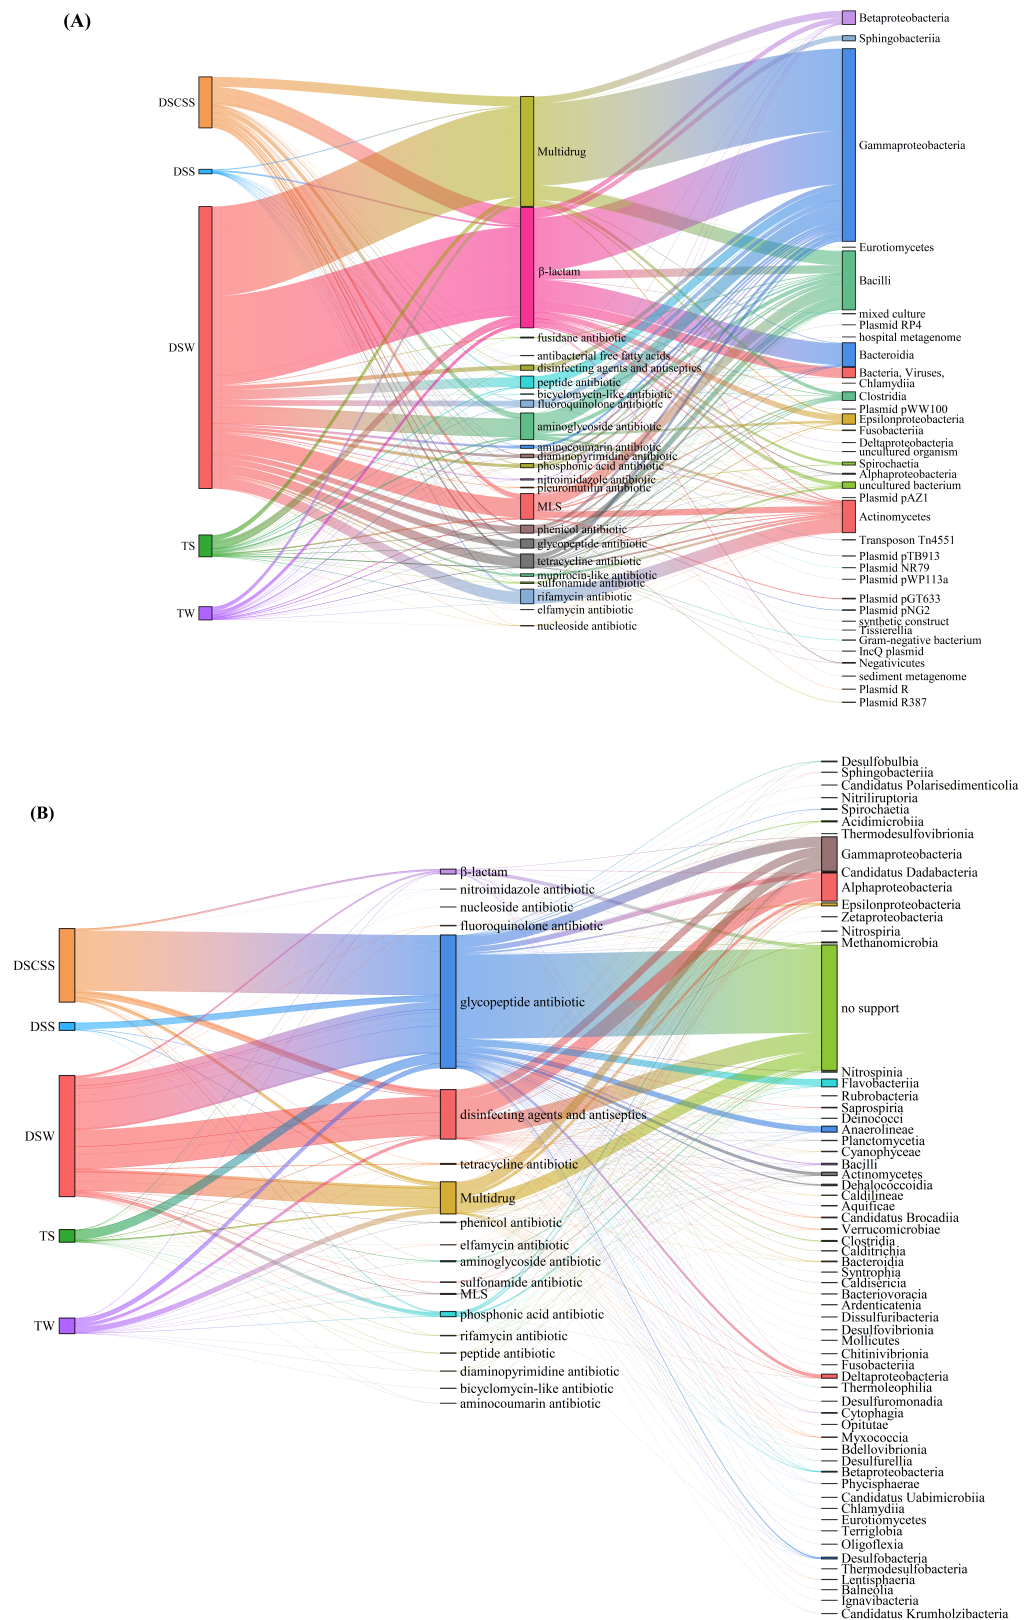 (A)
DSCSS
DSS
DSW
TS
TW
Multidrug
β-lactam
fusidane antibiotic
antibacterial free fatty acids
disinfecting agents and antiseptics
peptide antibiotic
bicyclomycin-like antibiotic
fluoroquinolone antibiotic
aminoglycoside antibiotic
aminocoumarin antibiotic
diaminopyrimidine antibiotic
phosphonic acid antibiotic
nitroimidazole antibiotic
pleuromutilin antibiotic
MLS
phenicol antibiotic
glycopeptide antibiotic
tetracycline antibiotic
mupirocin-like antibiotic
sulfonamide antibiotic
rifamycin antibiotic
elfamycin antibiotic
nucleoside antibiotic
Betaproteobacteria
Sphingobacteriia
Gammaproteobacteria
Eurotiomycetes
Bacilli
mixed culture
Plasmid RP4
hospital metagenome
Bacteroidia
Bacteria, Viruses,
Chlamydiia
Clostridia
Plasmid pWW100
Epsilonproteobacteria
Fusobacteriia
Deltaproteobacteria
uncultured organism
Spirochaetia
Alphaproteobacteria
uncultured bacterium
Plasmid pAZ1
Actinomycetes
Transposon Tn4551
Plasmid pTB913
Plasmid NR79
Plasmid pWP113a
Plasmid pGT633
Plasmid pNG2
synthetic construct
Tissierellia
Gram-negative bacterium
IncQ plasmid
Negativicutes
sediment metagenome
Plasmid R
Plasmid R387
(B)
DSCSS
DSS
DSW
TS
TW
β-lactam
nitroimidazole antibiotic
nucleoside antibiotic
fluoroquinolone antibiotic
glycopeptide antibiotic
disinfecting agents and antiseptics
tetracycline antibiotic
Multidrug
phenicol antibiotic
elfamycin antibiotic
aminoglycoside antibiotic
sulfonamide antibiotic
MLS
phosphonic acid antibiotic
rifamycin antibiotic
peptide antibiotic
diaminopyrimidine antibiotic
bicyclomycin-like antibiotic
aminocoumarin antibiotic
Desulfobulbia
Sphingobacteriia
Candidatus Polarisedimenticolia
Nitriliruptoria
Spirochaetia
Acidimicrobiia
Thermodesulfovibrionia
Gammaproteobacteria
Candidatus Dadabacteria
Alphaproteobacteria
Epsilonproteobacteria
Zetaproteobacteria
Nitrospiria
Methanomicrobia
no support
Nitrospinia
Flavobacteriia
Rubrobacteria
Saprospiria
Deinococci
Anaerolineae
Planctomycetia
Cyanophyceae
Bacilli
Actinomycetes
Dehalococcoidia
Caldilineae
Aquificae
Candidatus Brocadiia
Verrucomicrobiae
Clostridia
Calditrichia
Bacteroidia
Syntrophia
Caldisericia
Bacteriovoracia
Ardenticatenia
Dissulfuribacteria
Desulfovibrionia
Mollicutes
Chitinivibrionia
Fusobacteriia
Deltaproteobacteria
Thermoleophilia
Desulfuromonadia
Cytophagia
Opitutae
Myxococcia
Bdellovibrionia
Desulfurellia
Betaproteobacteria
Phycisphaerae
Candidatus Uabimicrobiia
Chlamydiia
Eurotiomycetes
Terriglobia
Oligoflexia
Desulfobacteria
Thermodesulfobacteria
Lentisphaeria
Balneolia
Ignavibacteria
Candidatus Krumholzibacteria